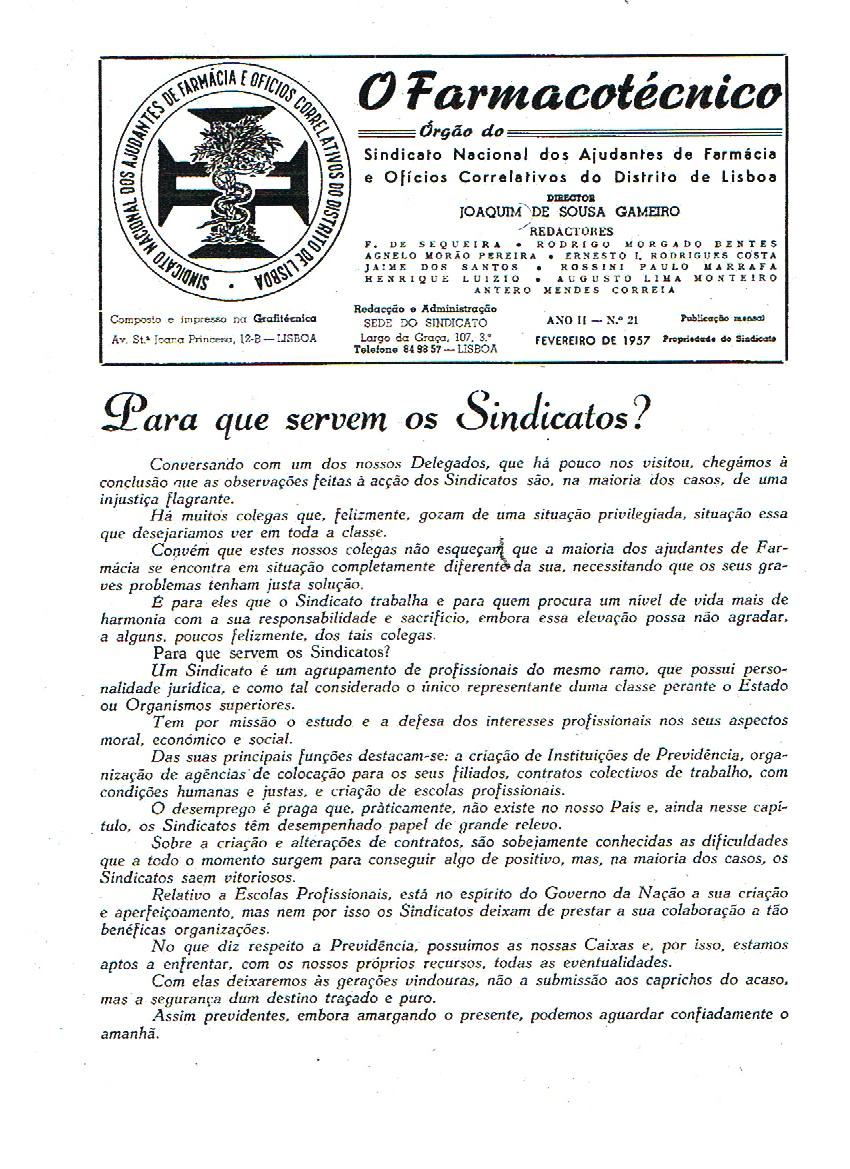 SINDICATO NACIONAL DOS AJUDANTES DE FARMÁCIA E OFICIOS CORRELATIVOS DO DISTRITO DE LISBOA •
O Farmacotécnico
Órgão do
Sindicato Nacional dos Ajudantes de Farmácia
e Ofícios Correlativos do Distrito de Lisboa
DIRECTOR
JOAQUIM DE SOUSA GAMEIRO
REDACTORES
F. DE SEQUEIRA • RODRIGO MORGADO BENTES
AGNELO MORÃO PEREIRA • ERNESTO I. RODRIGUES COSTA
JAIME DOS SANTOS • ROSSINI PAULO MARRAFA
HENRIQUE LUIZIO • AUGUSTO LIMA MONTEIRO
ANTERO MENDES CORREIA
Composto e impresso na Grafitécnica
Av. St.ª Joana Princesa, 12-B — LISBOA
Redacção e Administração
SEDE DO SINDICATO
Largo da Graça, 107, 3.º
Telefone 84 98 57 — LISBOA
ANO II — N.º 21
FEVEREIRO DE 1957
Publicação mensal
Propriedade do Sindicato
Para que servem os Sindicatos?
Conversando com um dos nossos Delegados, que há pouco nos visitou, chegámos à
conclusão que as observações feitas à acção dos Sindicatos são, na maioria dos casos, de uma
injustiça flagrante.
Há muitos colegas que, felizmente, gozam de uma situação privilegiada, situação essa
que desejaríamos ver em toda a classe.
Convém que estes nossos colegas não esqueçam que a maioria dos ajudantes de Far-
mácia se encontra em situação completamente diferente da sua, necessitando que os seus gra-
ves problemas tenham justa solução.
É para eles que o Sindicato trabalha e para quem procura um nível de vida mais de
harmonia com a sua responsabilidade e sacrifício, embora essa elevação possa não agradar,
a alguns, poucos felizmente, dos tais colegas.
Para que servem os Sindicatos?
Um Sindicato é um agrupamento de profissionais do mesmo ramo, que possui perso-
nalidade jurídica, e como tal considerado o único representante duma classe perante o Estado
ou Organismos superiores.
Tem por missão o estudo e a defesa dos interesses profissionais nos seus aspectos
moral, económico e social.
Das suas principais funções destacam-se: a criação de Instituições de Previdência, orga-
nização de agências de colocação para os seus filiados, contratos colectivos de trabalho, com
condições humanas e justas, e criação de escolas profissionais.
O desemprego é praga que, pràticamente, não existe no nosso País e, ainda nesse capí-
tulo, os Sindicatos têm desempenhado papel de grande relevo.
Sobre a criação e alterações de contratos, são sobejamente conhecidas as dificuldades
que a todo o momento surgem para conseguir algo de positivo, mas, na maioria dos casos, os
Sindicatos saem vitoriosos.
Relativo a Escolas Profissionais, está no espírito do Governo da Nação a sua criação
e aperfeiçoamento, mas nem por isso os Sindicatos deixam de prestar a sua colaboração a tão
benéficas organizações.
No que diz respeito a Previdência, possuímos as nossas Caixas e, por isso, estamos
aptos a enfrentar, com os nossos próprios recursos, todas as eventualidades.
Com elas deixaremos às gerações vindouras, não a submissão aos caprichos do acaso,
mas a segurança dum destino traçado e puro.
Assim previdentes, embora amargando o presente, podemos aguardar confiadamente o
amanhã.